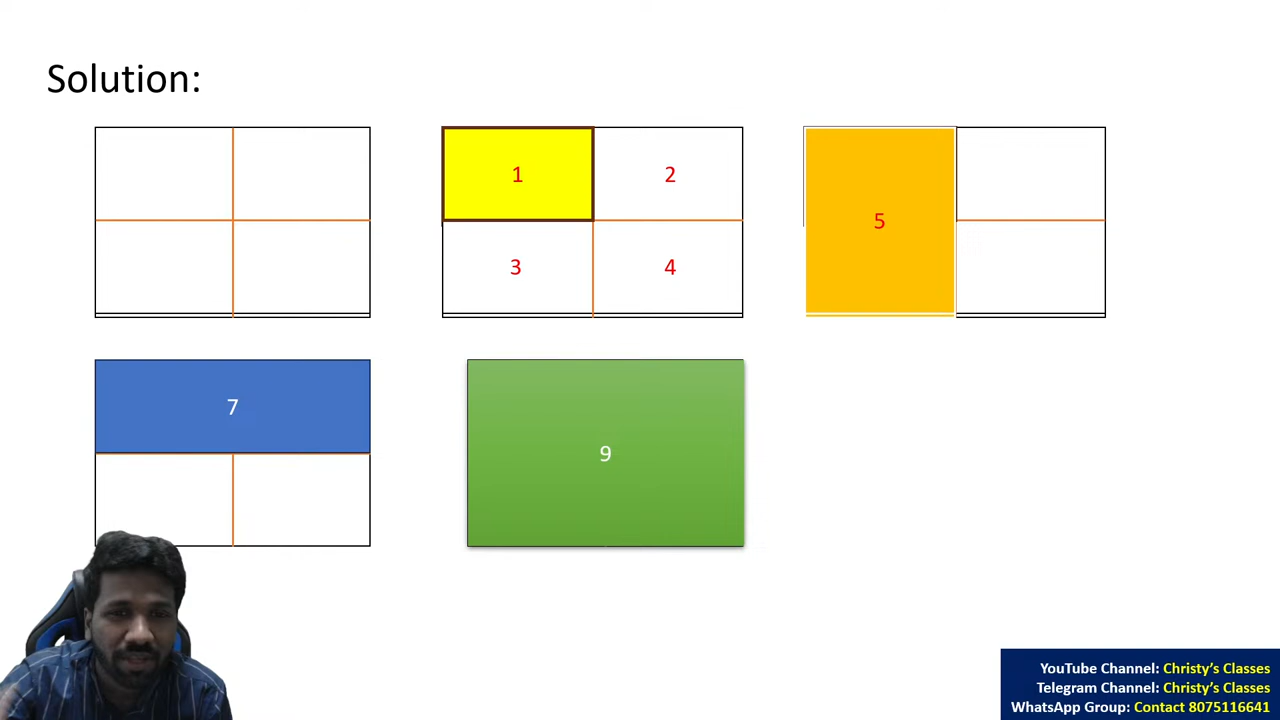 Solution:
1
2
3
4
5
7
9
YouTube Channel: Christy's Classes
Telegram Channel: Christy's Classes
WhatsApp Group: Contact 8075116641